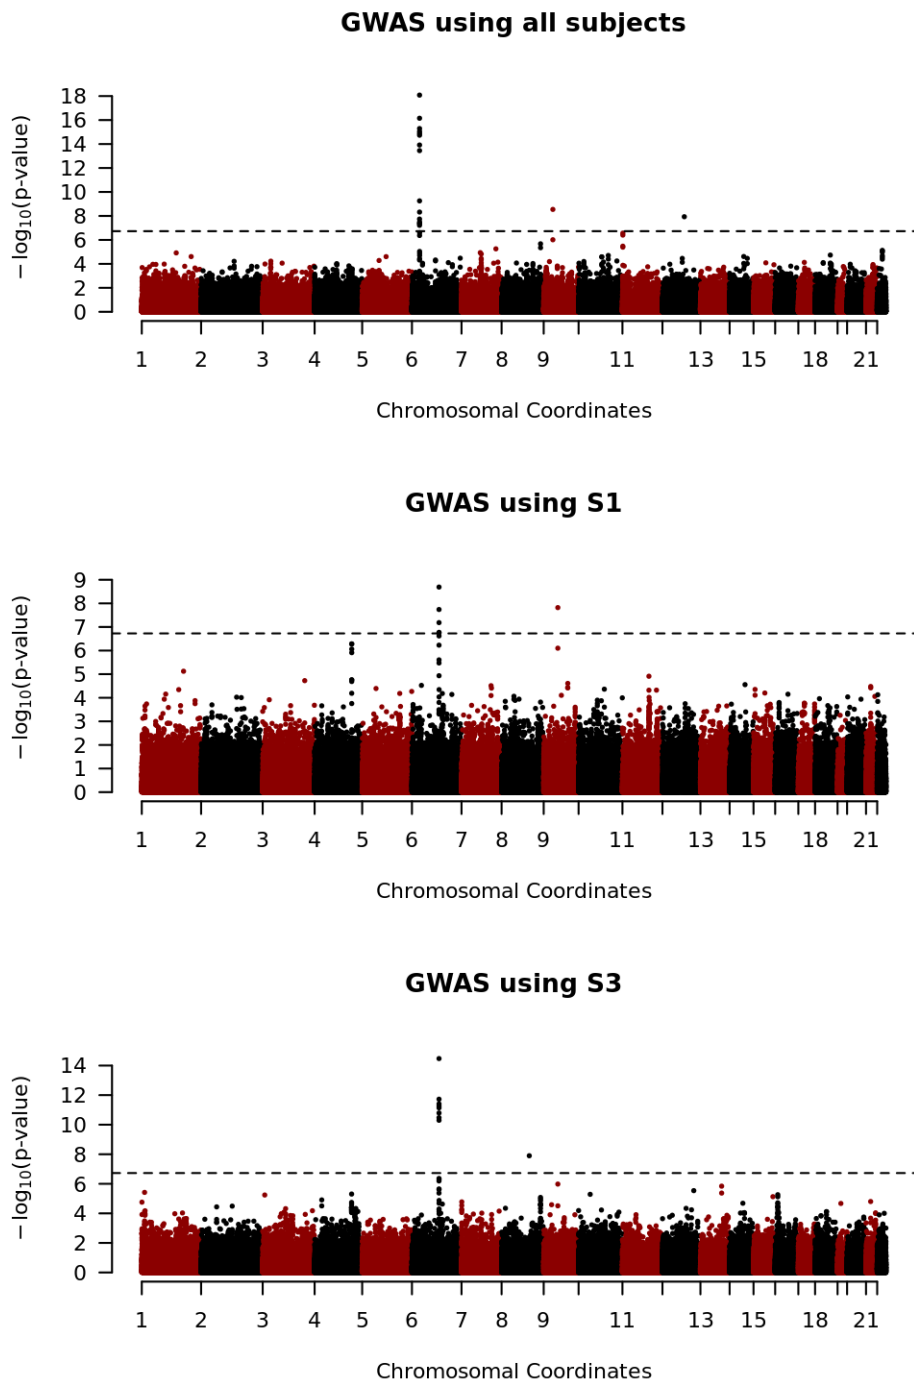 GWAS using all subjects
−log₁₀(p-value)
18
16
14
12
10
8
6
4
2
0
1 2 3 4 5 6 7 8 9 11 13 15 18 21
Chromosomal Coordinates
GWAS using S1
−log₁₀(p-value)
9
8
7
6
5
4
3
2
1
0
1 2 3 4 5 6 7 8 9 11 13 15 18 21
Chromosomal Coordinates
GWAS using S3
−log₁₀(p-value)
14
12
10
8
6
4
2
0
1 2 3 4 5 6 7 8 9 11 13 15 18 21
Chromosomal Coordinates